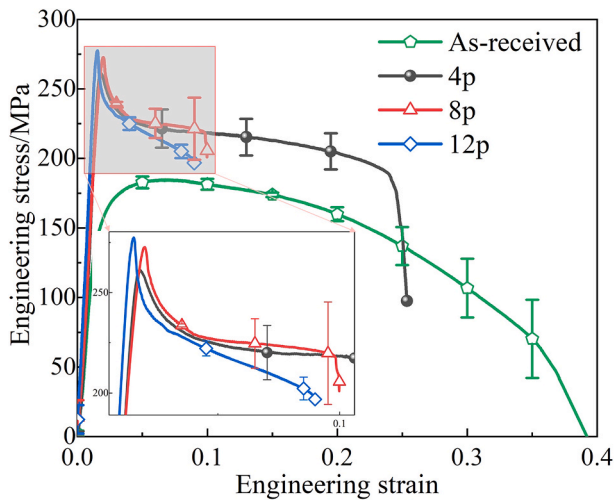 300
250
200
150
100
50
0
Engineering stress/MPa
As-received
4p
8p
12p
250
200
0.1
0.0
0.1
0.2
0.3
0.4
Engineering strain